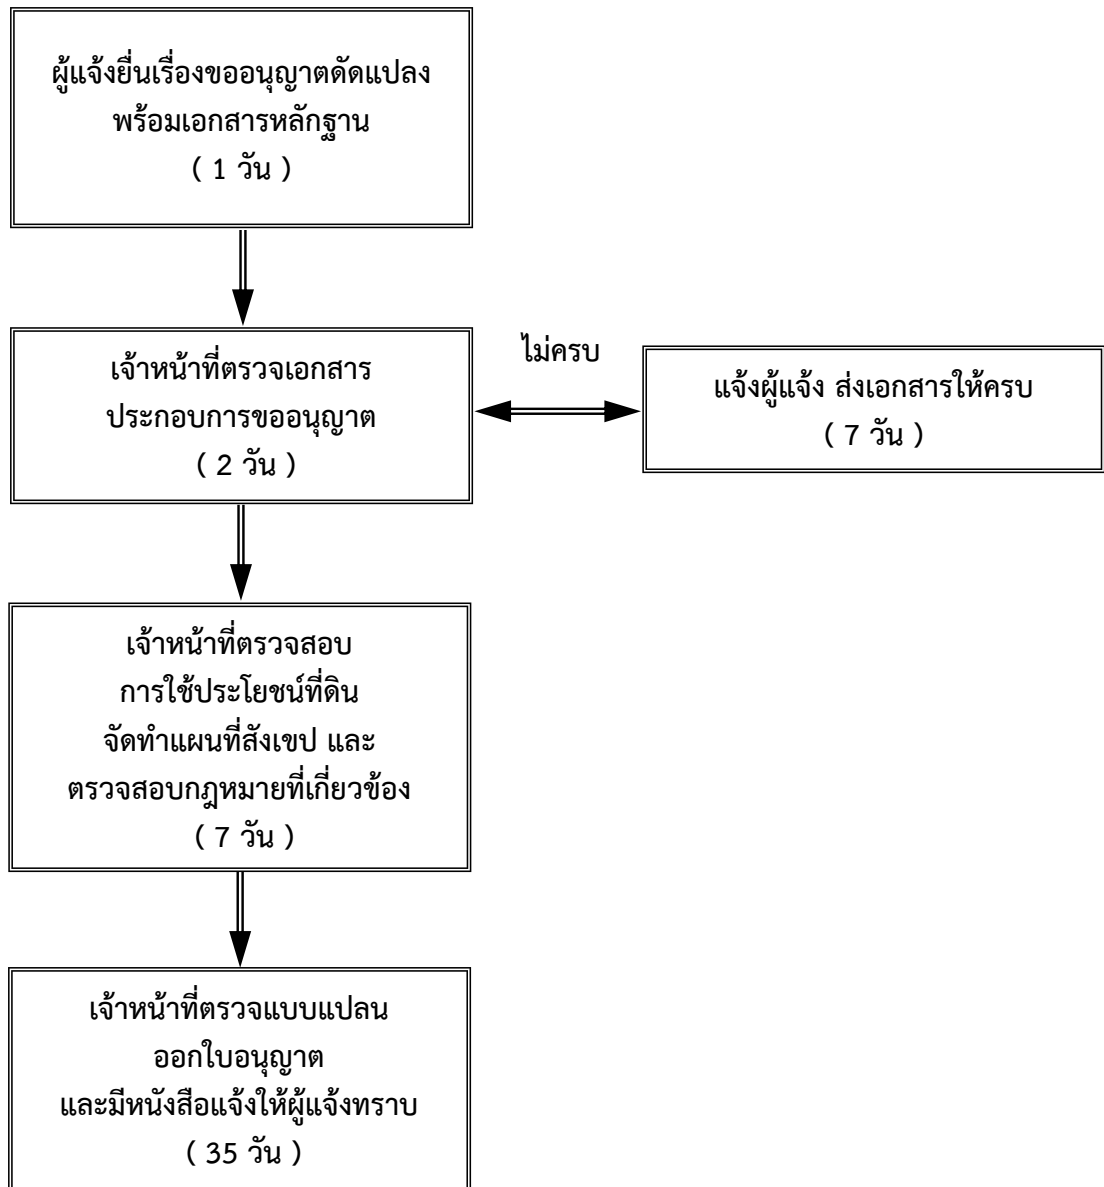 ผู้แจ้งยื่นเรื่องขออนุญาตดัดแปลง
พร้อมเอกสารหลักฐาน
( 1 วัน )
เจ้าหน้าที่ตรวจเอกสาร
ประกอบการขออนุญาต
( 2 วัน )
ไม่ครบ
แจ้งผู้แจ้ง ส่งเอกสารให้ครบ
( 7 วัน )
เจ้าหน้าที่ตรวจสอบ
การใช้ประโยชน์ที่ดิน
จัดทำแผนที่สังเขป และ
ตรวจสอบกฎหมายที่เกี่ยวข้อง
( 7 วัน )
เจ้าหน้าที่ตรวจแบบแปลน
ออกใบอนุญาต
และมีหนังสือแจ้งให้ผู้แจ้งทราบ
( 35 วัน )